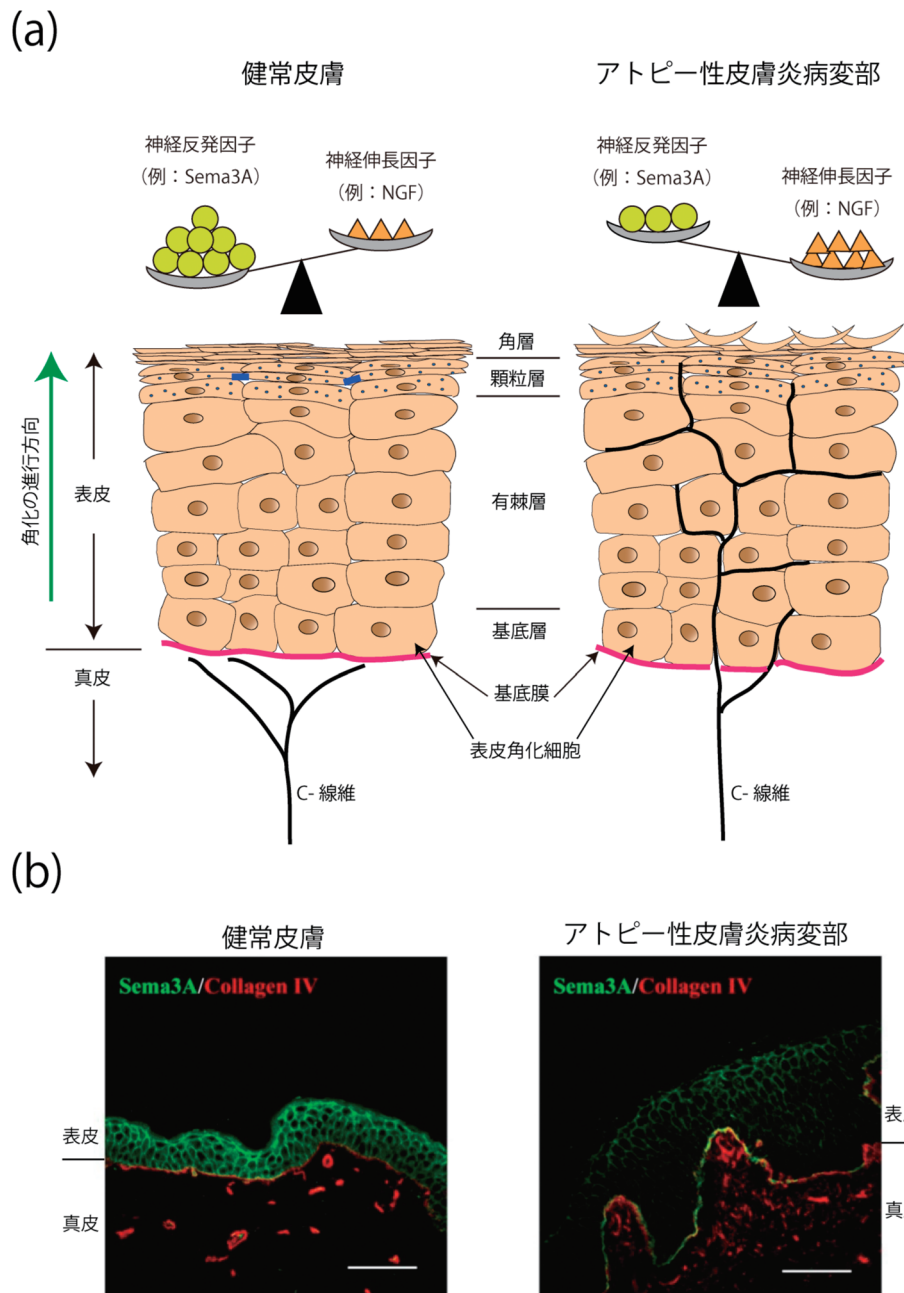 (a)
健常皮膚
アトピー性皮膚炎病変部
神経反発因子
(例：Sema3A)
神経伸長因子
(例：NGF)
神経反発因子
(例：Sema3A)
神経伸長因子
(例：NGF)
角化の進行方向
表皮
真皮
角層
顆粒層
有棘層
基底層
基底膜
表皮角化細胞
C- 線維
C- 線維
(b)
健常皮膚
アトピー性皮膚炎病変部
Sema3A/Collagen IV
Sema3A/Collagen IV
表皮
真皮
表
真